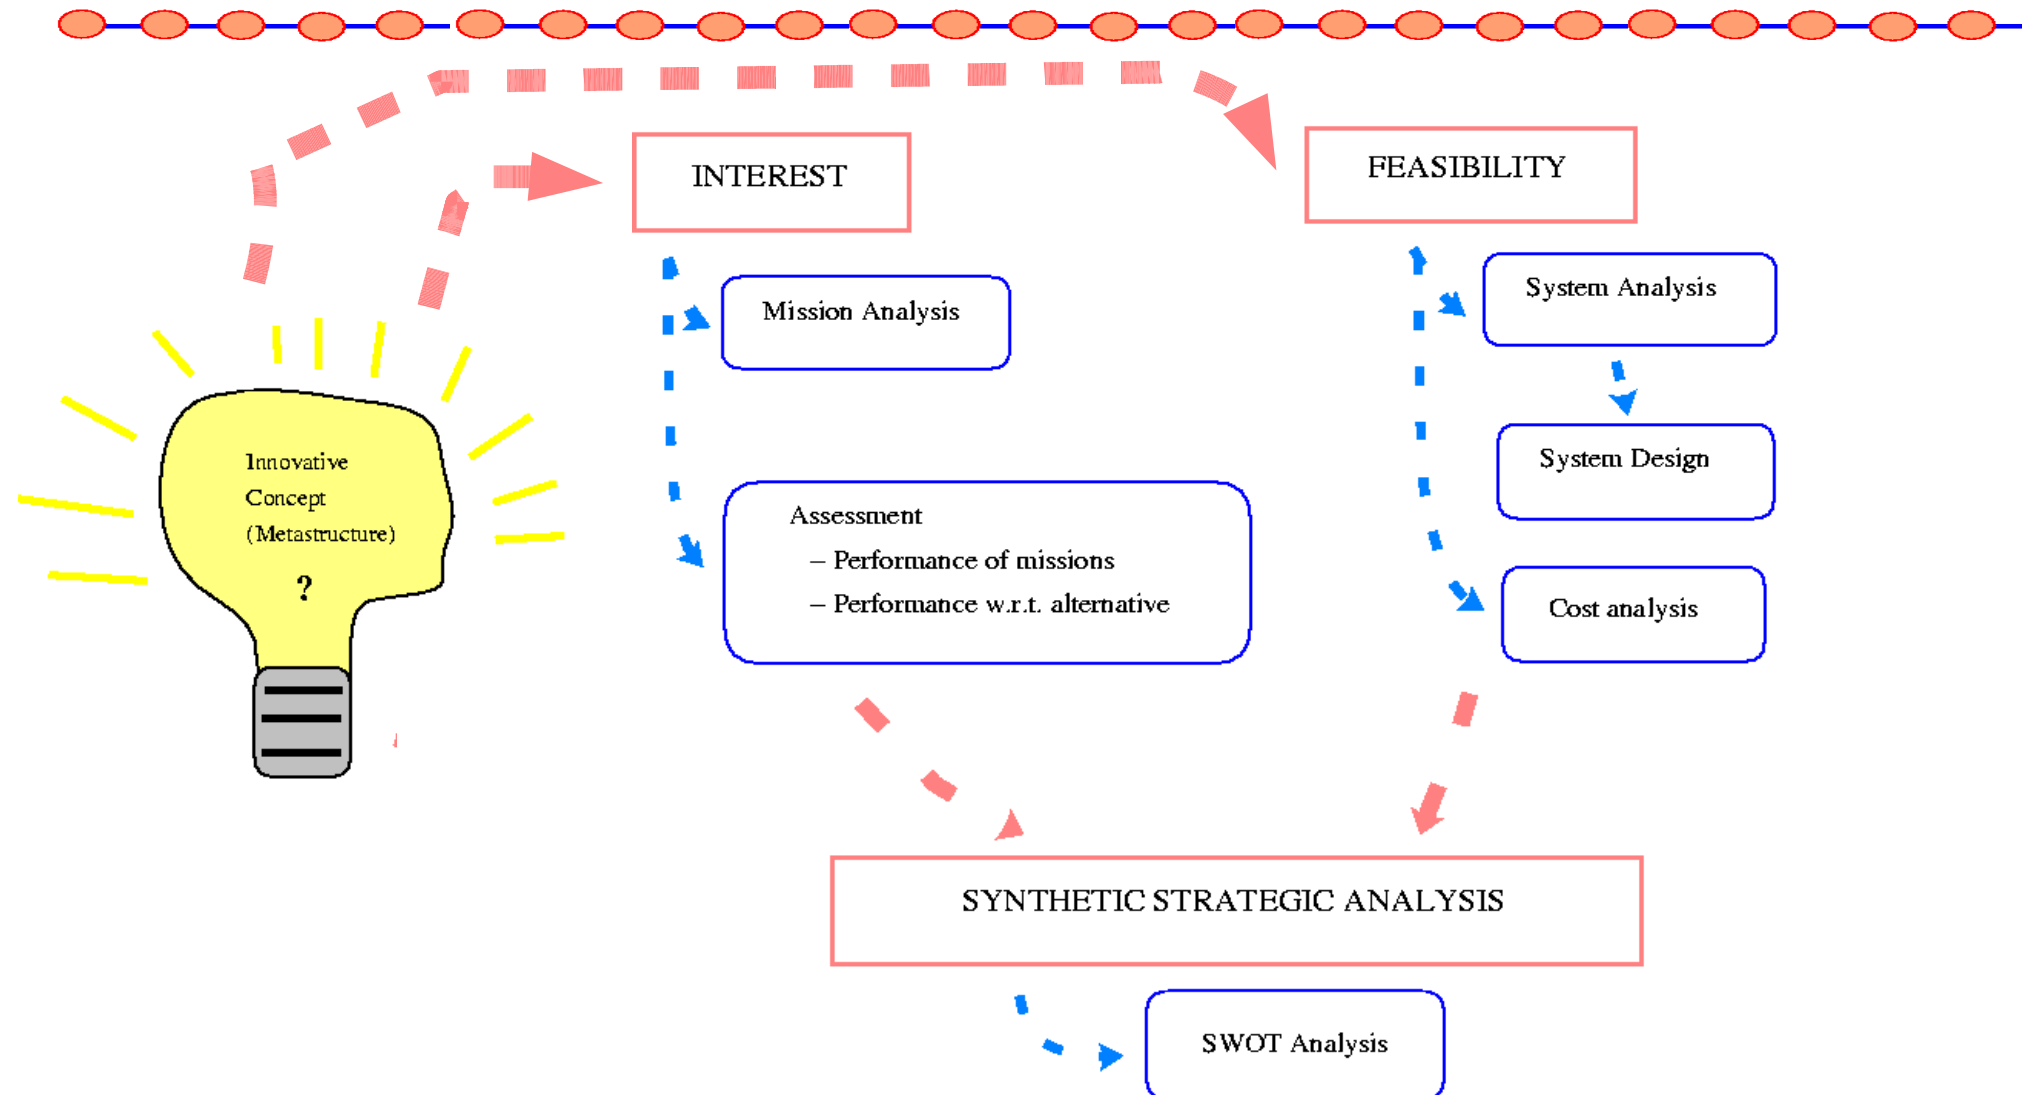 INTEREST
FEASIBILITY
Mission Analysis
System Analysis
System Design
Innovative
Concept
(Metastructure)
?
Assessment
– Performance of missions
– Performance w.r.t. alternative
Cost analysis
SYNTHETIC STRATEGIC ANALYSIS
SWOT Analysis